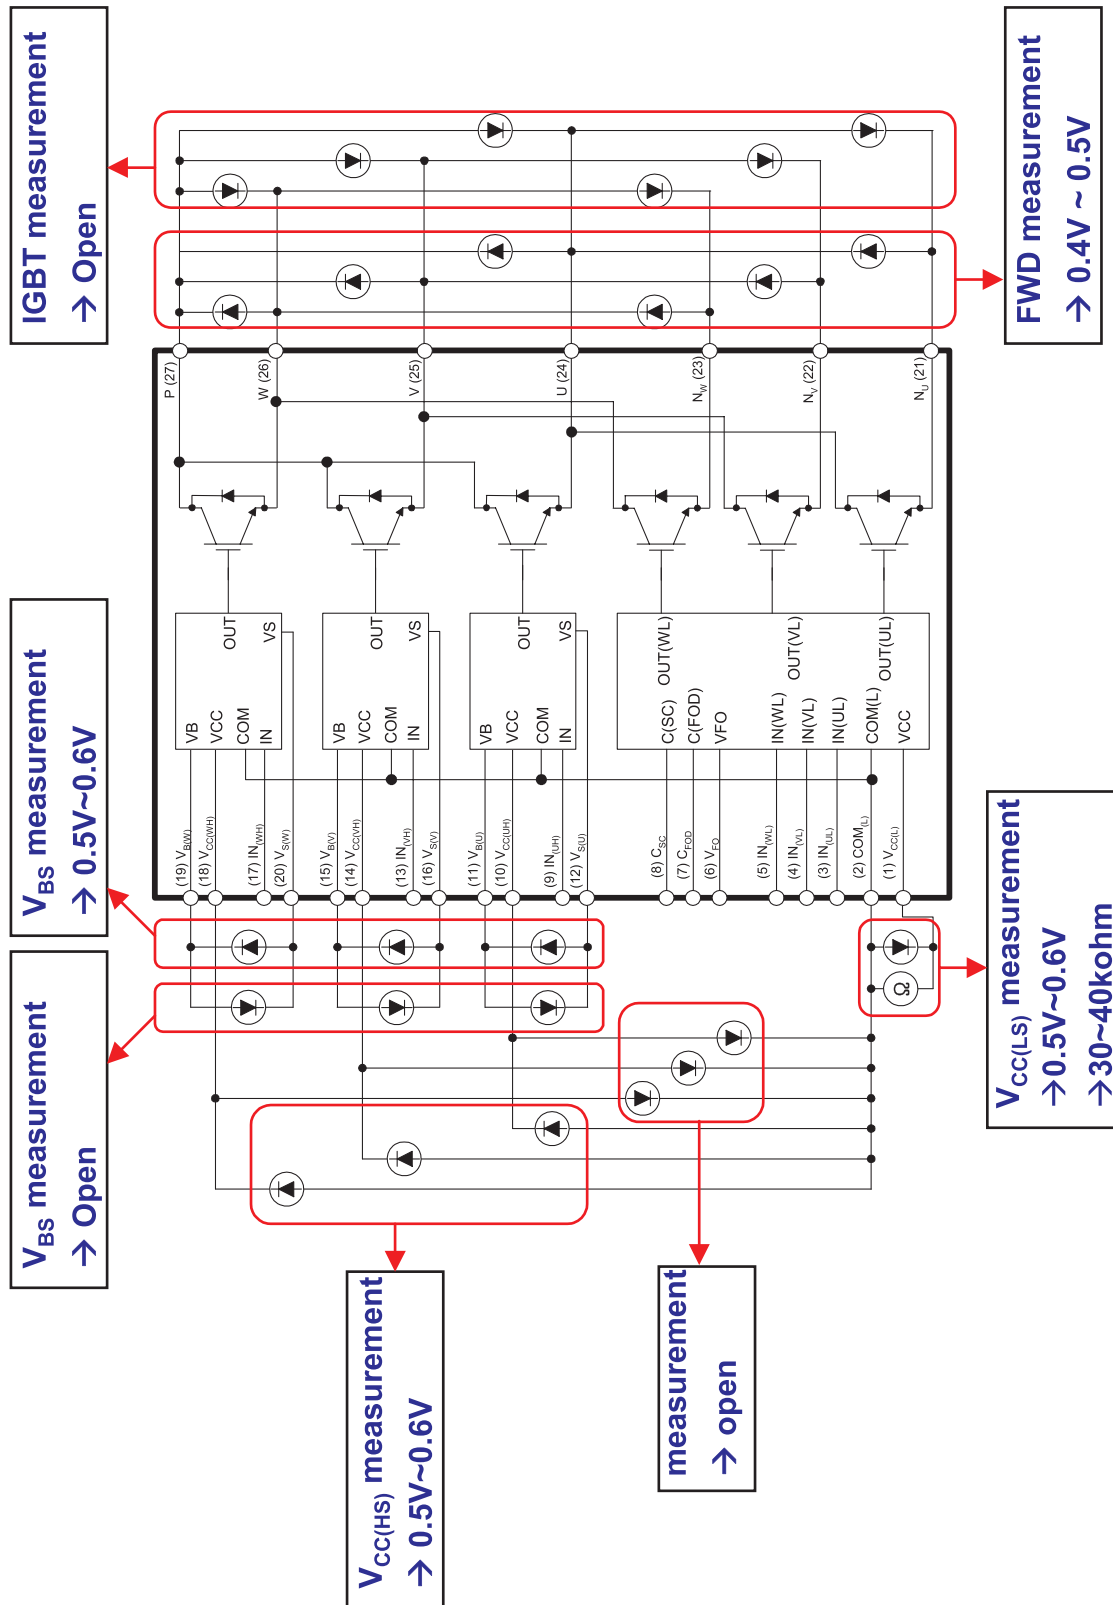 IGBT measurement
→ Open
FWD measurement
→ 0.4V ~ 0.5V
P (27)
W (26)
V (25)
U (24)
NW (23)
NV (22)
NU (21)
OUT
VS
VB
VCC
COM
IN
OUT
VS
VB
VCC
COM
IN
OUT
VS
VB
VCC
COM
IN
OUT(WL)
OUT(VL)
OUT(UL)
C(SC)
C(FOD)
VFO
IN(WL)
IN(VL)
IN(UL)
COM(L)
VCC
(19) VB(W)
(18) VCC(WH)
(17) IN(WH)
(20) VS(W)
(15) VB(V)
(14) VCC(VH)
(13) IN(VH)
(16) VS(V)
(11) VB(U)
(10) VCC(UH)
(9) IN(UH)
(12) VS(U)
(8) CSC
(7) CFOD
(6) VFO
(5) IN(WL)
(4) IN(VL)
(3) IN(UL)
(2) COM(L)
(1) VCC(L)
Ω
VBS measurement
→ 0.5V~0.6V
VBS measurement
→ Open
VCC(LS) measurement
→0.5V~0.6V
→30~40kohm
VCC(HS) measurement
→ 0.5V~0.6V
measurement
→ open